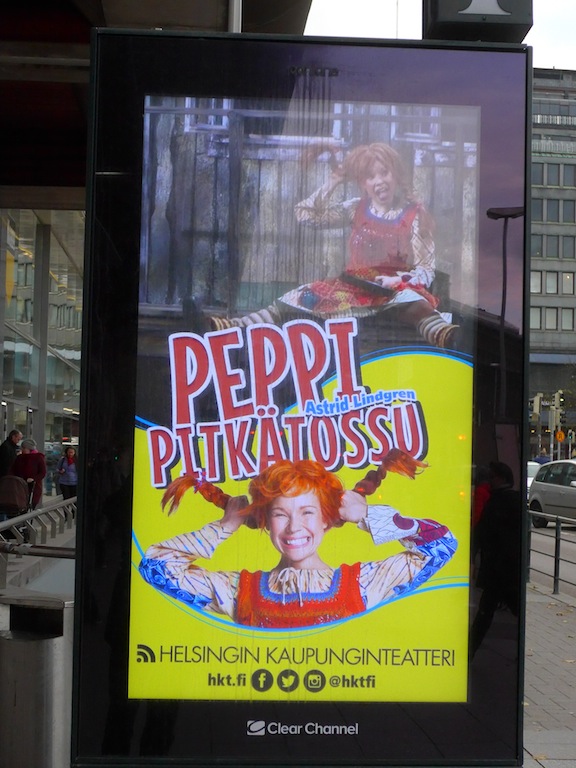 PEPPI
Astrid Lindgren
PITKÄTOSSU
HELSINGIN KAUPUNGINTEATTERI
hkt.fi @hktfi
Clear Channel